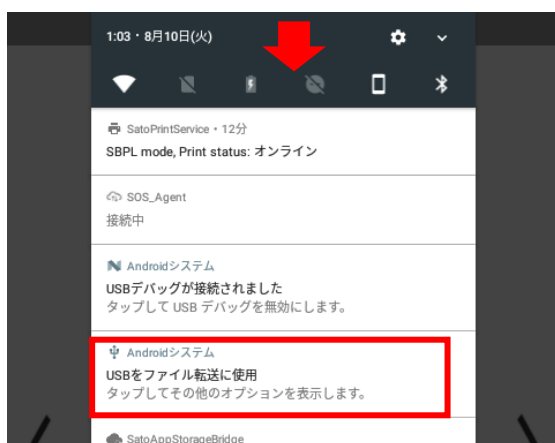 1:03・8月10日(火)
SatoPrintService・12分
SBPL mode, Print status: オンライン
SOS_Agent
接続中
Androidシステム
USBデバッグが接続されました
タップして USB デバッグを無効にします。
Androidシステム
USBをファイル転送に使用
タップしてその他のオプションを表示します。
SatoAppStorageBridge